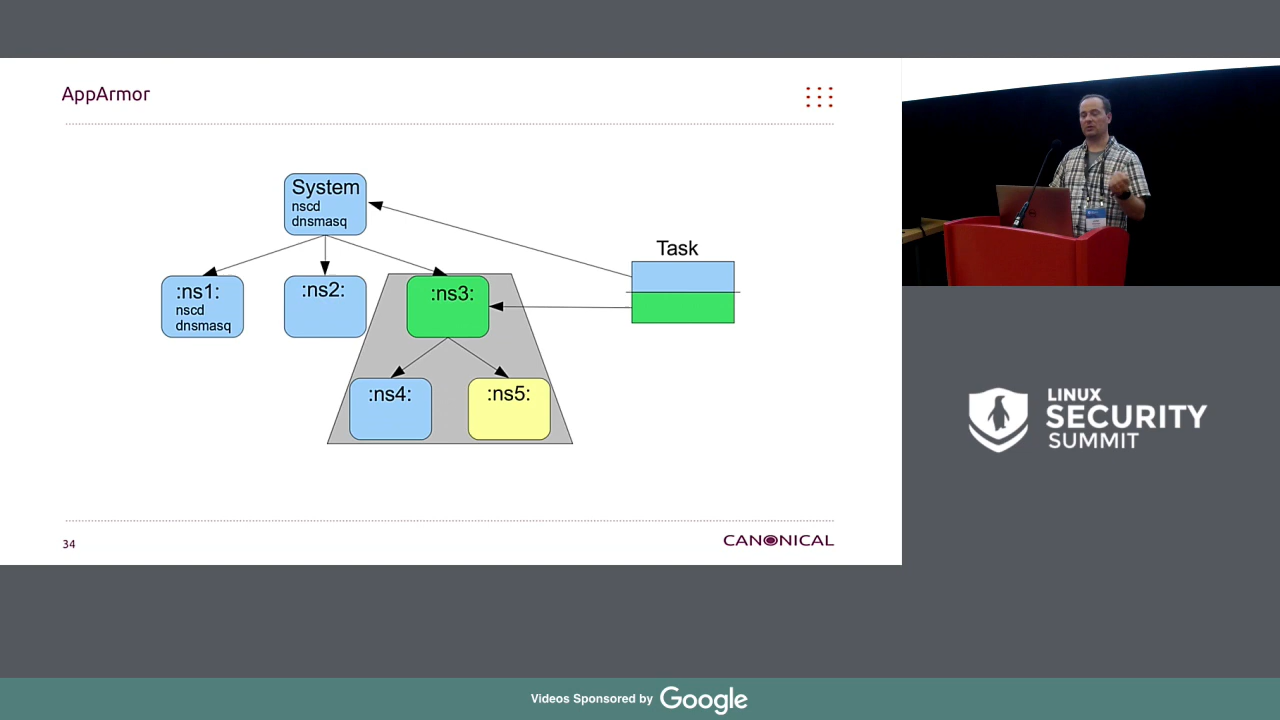 AppArmor
System
nscd
dnsmasq
Task
:ns1:
nscd
dnsmasq
:ns2:
:ns3:
:ns4:
:ns5:
34
CANONICAL
LINUX
SECURITY
SUMMIT
Videos Sponsored by Google